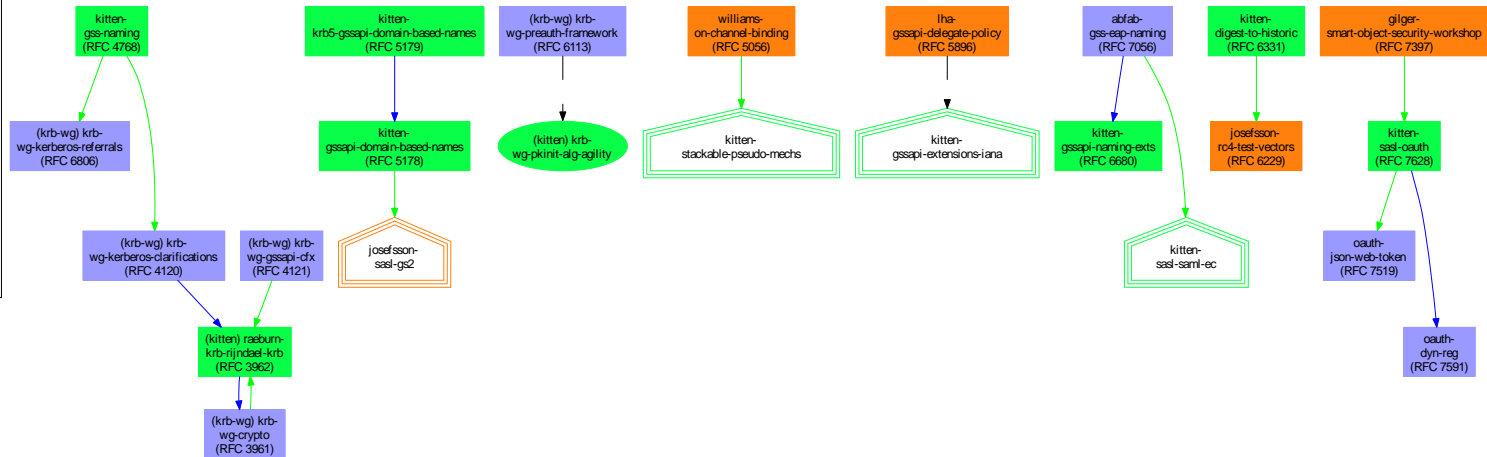 kitten-
gss-naming
(RFC 4768)
kitten-
krb5-gssapi-domain-based-names
(RFC 5179)
(krb-wg) krb-
wg-preauth-framework
(RFC 6113)
williams-
on-channel-binding
(RFC 5056)
lha-
gssapi-delegate-policy
(RFC 5896)
abfab-
gss-eap-naming
(RFC 7056)
kitten-
digest-to-historic
(RFC 6331)
gilger-
smart-object-security-workshop
(RFC 7397)
(krb-wg) krb-
wg-kerberos-referrals
(RFC 6806)
kitten-
gssapi-domain-based-names
(RFC 5178)
(kitten) krb-
wg-pkinit-alg-agility
kitten-
stackable-pseudo-mechs
kitten-
gssapi-extensions-iana
kitten-
gssapi-naming-exts
(RFC 6680)
josefsson-
rc4-test-vectors
(RFC 6229)
kitten-
sasl-oauth
(RFC 7628)
(krb-wg) krb-
wg-kerberos-clarifications
(RFC 4120)
(krb-wg) krb-
wg-gssapi-cfx
(RFC 4121)
josefsson-
sasl-gs2
kitten-
sasl-saml-ec
oauth-
json-web-token
(RFC 7519)
(kitten) raeburn-
krb-rijndael-krb
(RFC 3962)
oauth-
dyn-reg
(RFC 7591)
(krb-wg) krb-
wg-crypto
(RFC 3961)